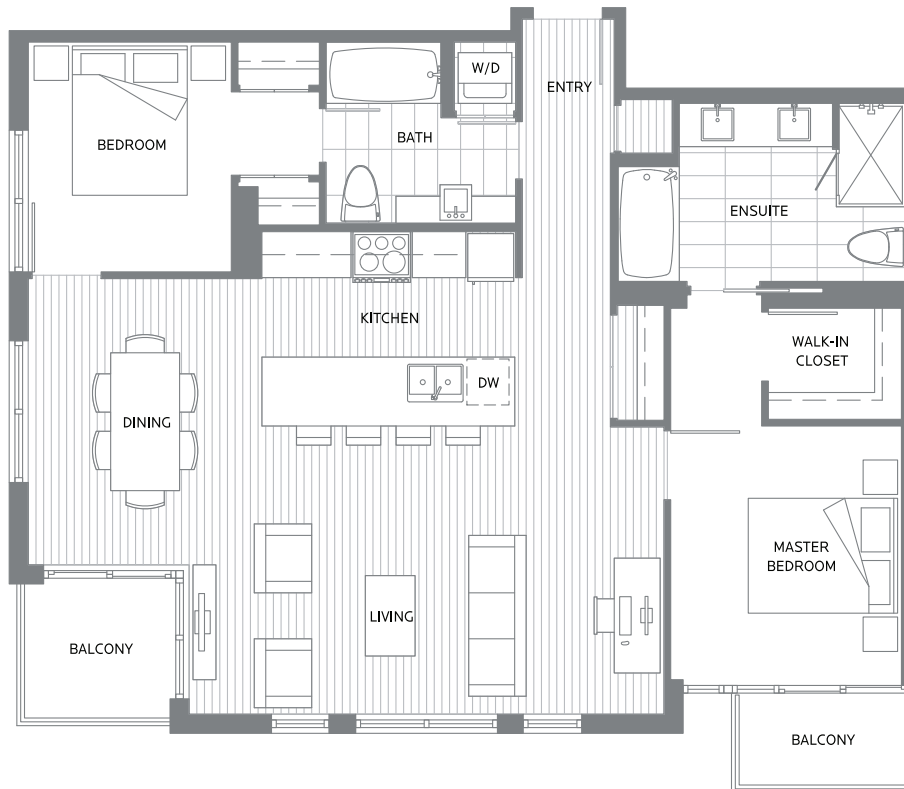 W/D
ENTRY
BEDROOM
BATH
ENSUITE
KITCHEN
WALK-IN
CLOSET
DW
DINING
MASTER
BEDROOM
LIVING
BALCONY
BALCONY